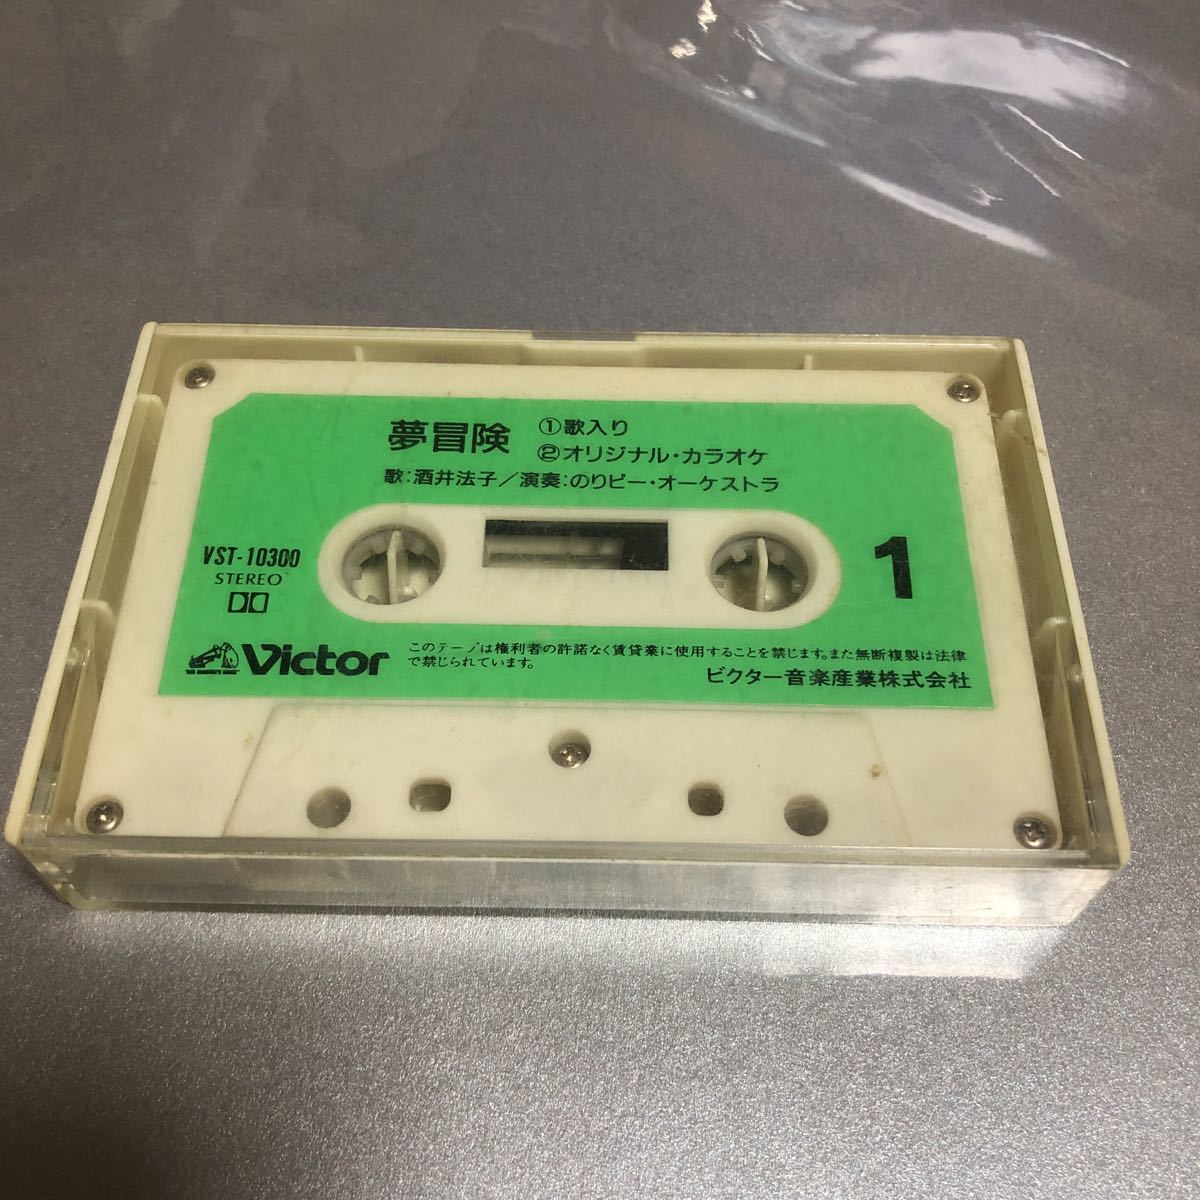 夢冒険
①歌入り
②オリジナル・カラオケ
歌：酒井法子／演奏：のりピー・オーケストラ
VST-10300
STEREO
1
Victor
このテープは権利者の許諾なく賃貸業に使用することを禁じます。また無断複製は法律
で禁じられています。
ビクター音楽産業株式会社